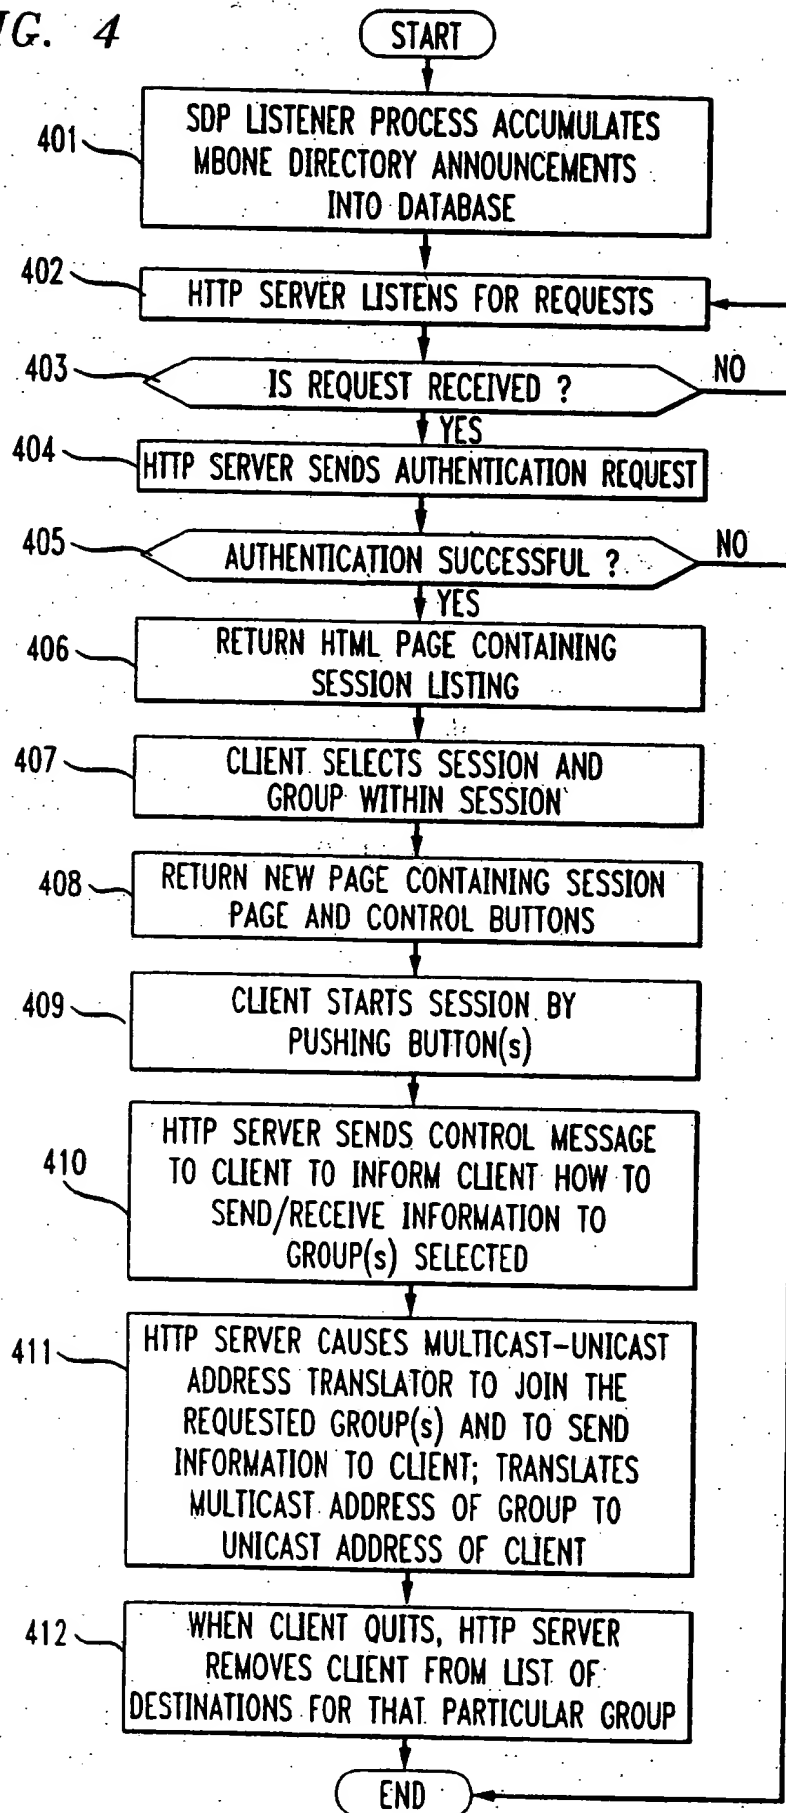 IG. 4
START
401
SDP LISTENER PROCESS ACCUMULATES
MBONE DIRECTORY ANNOUNCEMENTS
INTO DATABASE
402
HTTP SERVER LISTENS FOR REQUESTS
403
IS REQUEST RECEIVED ?
NO
YES
404
HTTP SERVER SENDS AUTHENTICATION REQUEST
405
AUTHENTICATION SUCCESSFUL ?
NO
YES
406
RETURN HTML PAGE CONTAINING
SESSION LISTING
407
CLIENT SELECTS SESSION AND
GROUP WITHIN SESSION
408
RETURN NEW PAGE CONTAINING SESSION
PAGE AND CONTROL BUTTONS
409
CLIENT STARTS SESSION BY
PUSHING BUTTON(s)
410
HTTP SERVER SENDS CONTROL MESSAGE
TO CLIENT TO INFORM CLIENT HOW TO
SEND/RECEIVE INFORMATION TO
GROUP(s) SELECTED
411
HTTP SERVER CAUSES MULTICAST-UNICAST
ADDRESS TRANSLATOR TO JOIN THE
REQUESTED GROUP(s) AND TO SEND
INFORMATION TO CLIENT; TRANSLATES
MULTICAST ADDRESS OF GROUP TO
UNICAST ADDRESS OF CLIENT
412
WHEN CLIENT QUITS, HTTP SERVER
REMOVES CLIENT FROM LIST OF
DESTINATIONS FOR THAT PARTICULAR GROUP
END